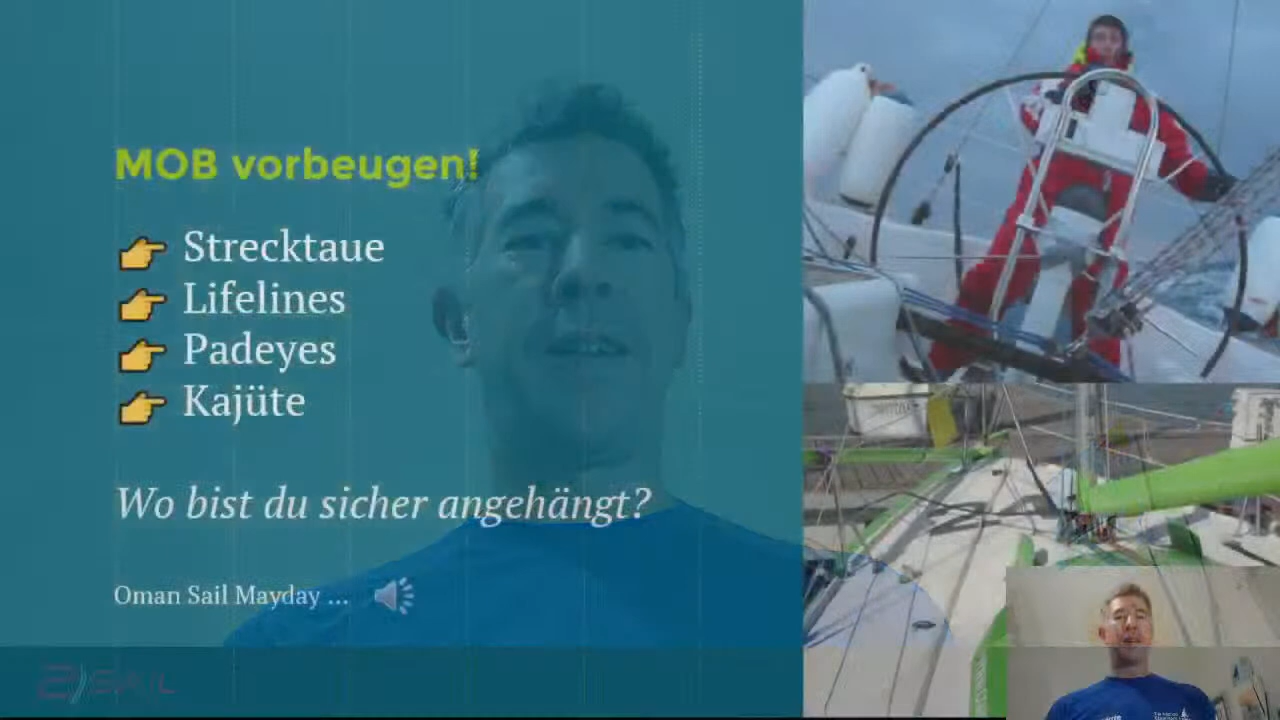 MOB vorbeugen!
Strecktaue
Lifelines
Padeyes
Kajüte
Wo bist du sicher angehängt?
Oman Sail Mayday ...